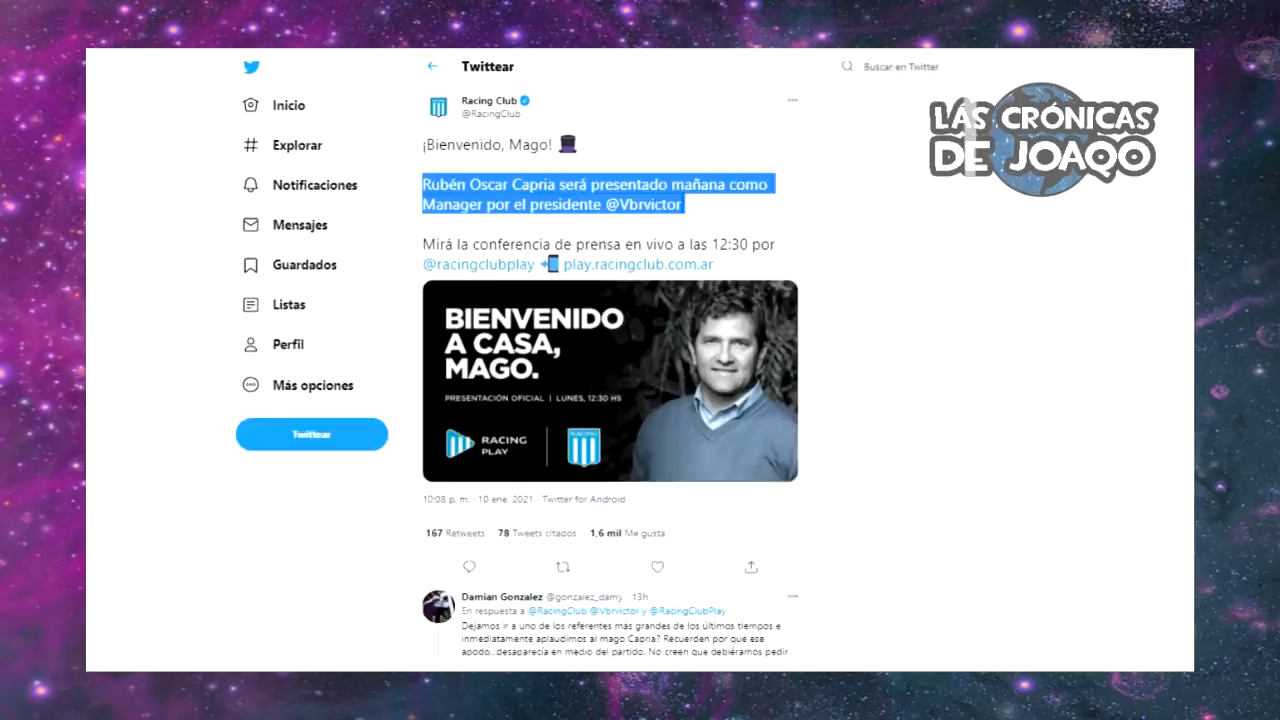 Twittear
Buscar en Twitter
Inicio
Explorar
Notificaciones
Mensajes
Guardados
Listas
Perfil
Más opciones
Twittear
Racing Club
@RacingClub
¡Bienvenido, Mago!
Rubén Oscar Capria será presentado mañana como
Manager por el presidente @Vbrvictor
Mirá la conferencia de prensa en vivo a las 12:30 por
@racingclubplay play.racingclub.com.ar
BIENVENIDO
A CASA,
MAGO.
PRESENTACIÓN OFICIAL | LUNES, 12:30 HS
RACING
PLAY
10:08 p. m. · 10 ene. 2021 · Twitter for Android
167 Retweets 78 Tweets citados 1,6 mil Me gusta
Damian Gonzalez @gonzalez_damy · 13h
En respuesta a @RacingClub @Vbrvictor y @RacingClubPlay
Dejamos ir a uno de los referentes más grandes de los últimos tiempos e
inmediatamente aplaudimos al mago Capria? Recuerden por qué ese
apodo...desaparecía en medio del partido. No creen que debiéramos pedir
LAS CRÓNICAS
DE JOAQO